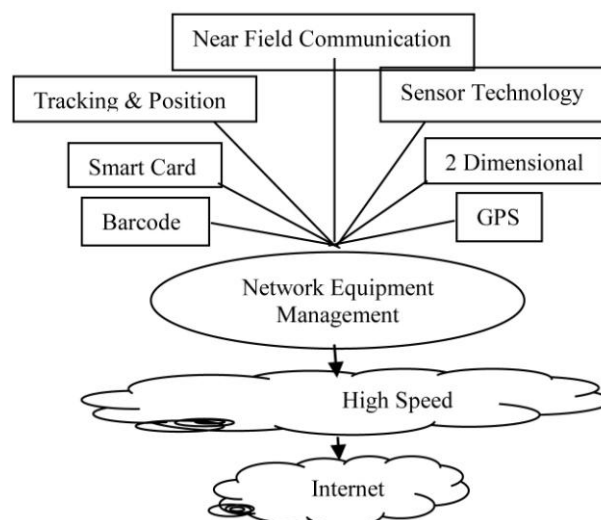 Near Field Communication
Tracking & Position
Sensor Technology
Smart Card
2 Dimensional
Barcode
GPS
Network Equipment
Management
High Speed
Internet